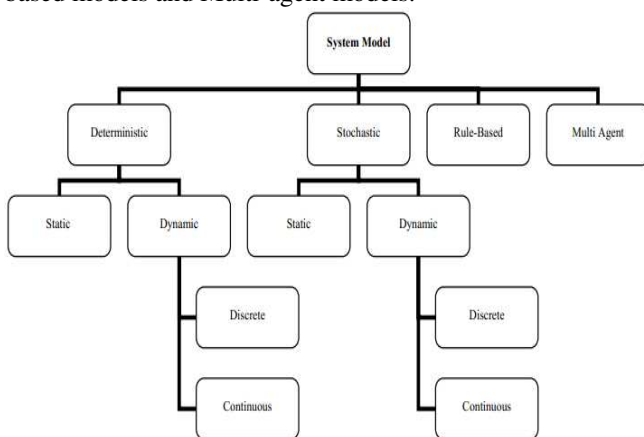 based models and Multi-agent models.
System Model
Deterministic
Stochastic
Rule-Based
Multi Agent
Static
Dynamic
Static
Dynamic
Discrete
Discrete
Continuous
Continuous